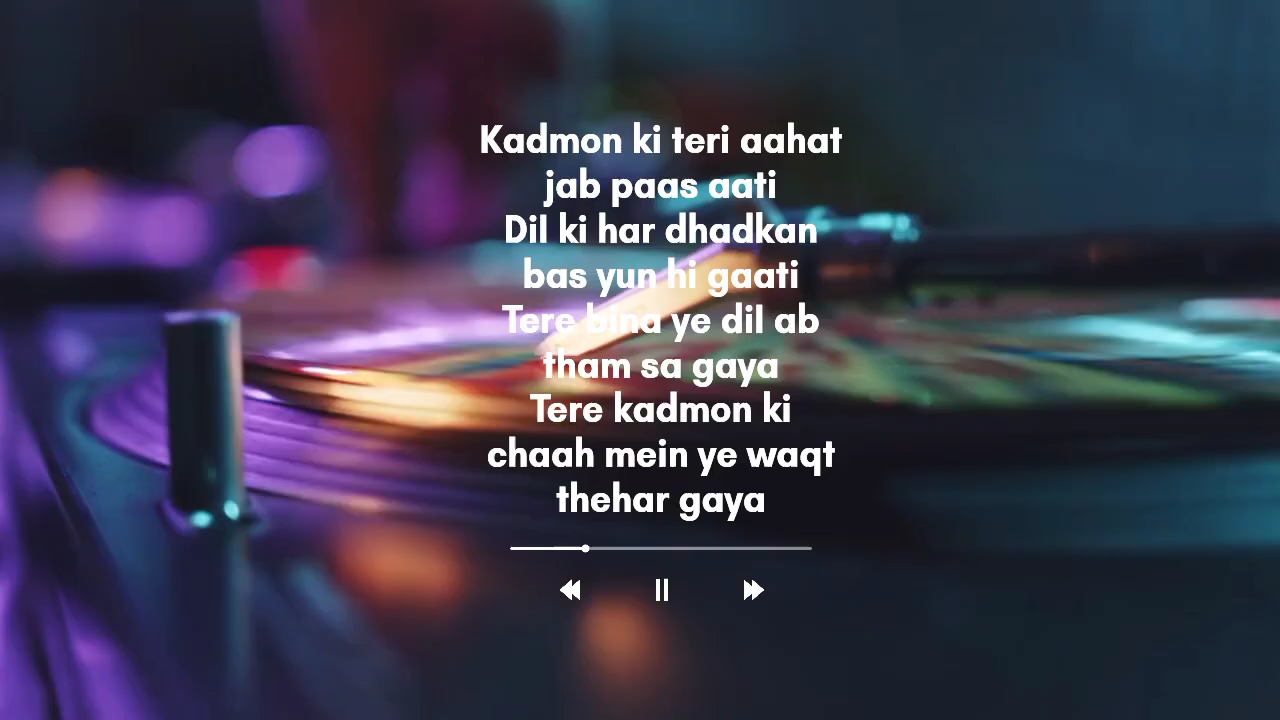 Kadmon ki teri aahat
jab paas aati
Dil ki har dhadkan
bas yun hi gaati
Tere bina ye dil ab
tham sa gaya
Tere kadmon ki
chaah mein ye waqt
thehar gaya